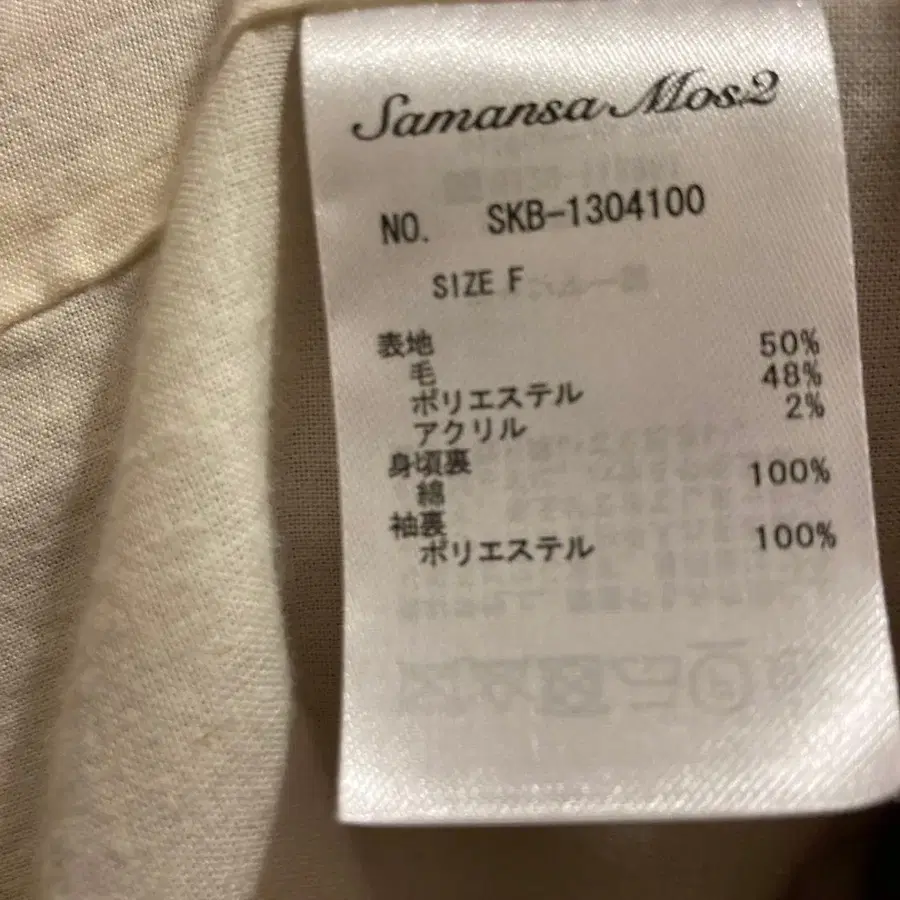 Samansa Mos2
NO. SKB-1304100
SIZE F
表地
毛 50%
ポリエステル 48%
アクリル 2%
身頃裏
綿 100%
袖裏
ポリエステル 100%